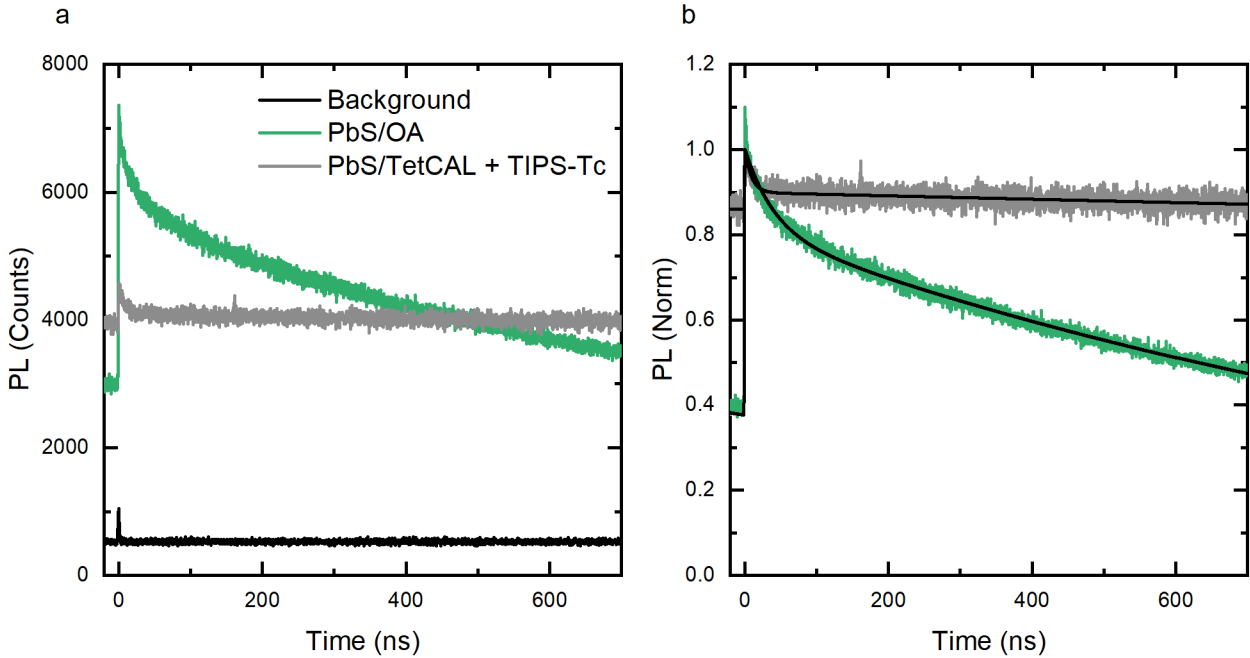 a
8000
6000
4000
2000
0
PL (Counts)
Background
PbS/OA
PbS/TetCAL + TIPS-Tc
0 200 400 600
Time (ns)
b
1.2
1.0
0.8
0.6
0.4
0.2
0.0
PL (Norm)
0 200 400 600
Time (ns)